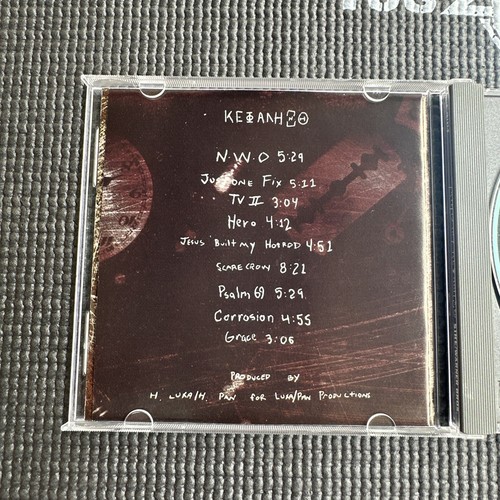 ΚΕΦΑΛΗΞΘ
N.W.O 5:29
Just One Fix 5:11
TV II 3:04
Hero 4:12
Jesus Built My Hotrod 4:51
Scarecrow 8:21
Psalm 69 5:29
Corrosion 4:55
Grace 3:05
Produced by
H. Luxa/H. Pan for Luxa/Pan Productions